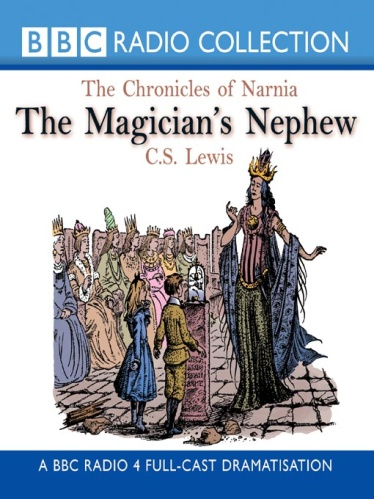 BBC RADIO COLLECTION
The Chronicles of Narnia
The Magician's Nephew
C.S. Lewis
A BBC RADIO 4 FULL-CAST DRAMATISATION